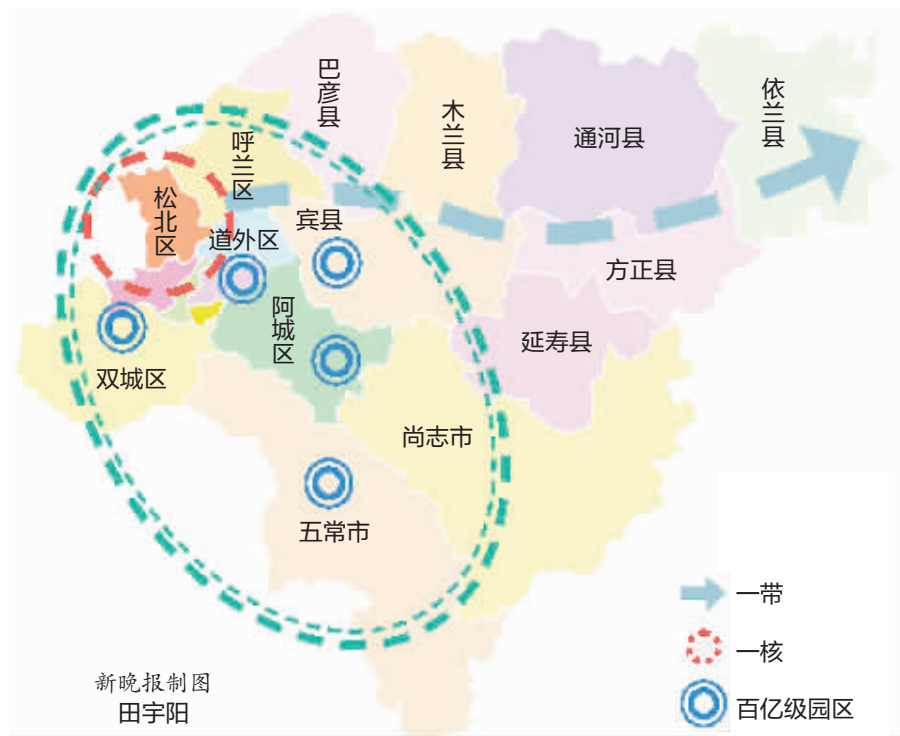 巴彦县
木兰县
通河县
依兰县
呼兰区
松北区
道外区
宾县
方正县
阿城区
延寿县
双城区
尚志市
五常市
一带
一核
百亿级园区
新晚报制图
田宇阳